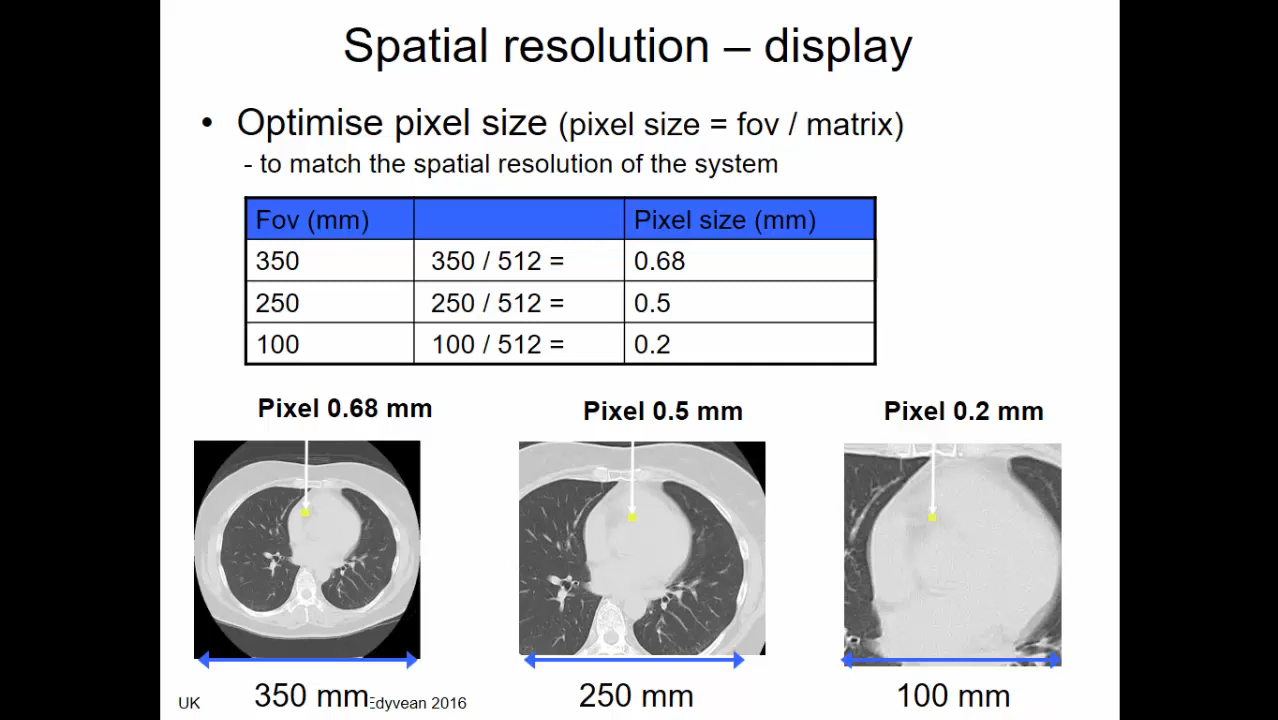 Spatial resolution – display
• Optimise pixel size (pixel size = fov / matrix)
- to match the spatial resolution of the system
Fov (mm) Pixel size (mm)
350 350 / 512 = 0.68
250 250 / 512 = 0.5
100 100 / 512 = 0.2
Pixel 0.68 mm Pixel 0.5 mm Pixel 0.2 mm
350 mm 250 mm 100 mm
UK Edyvean 2016